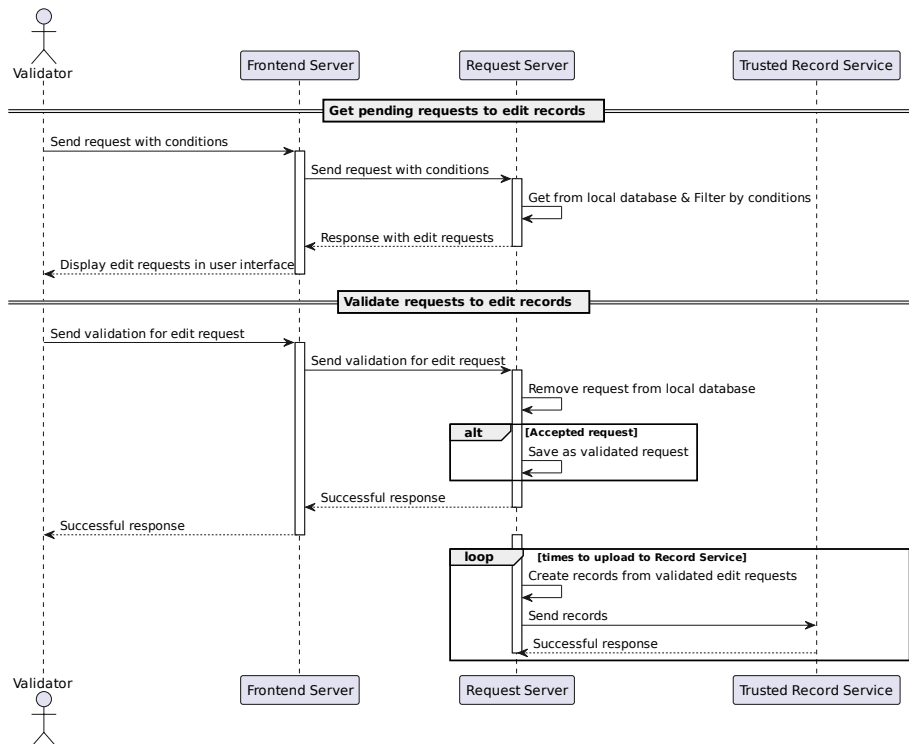 Validator
Frontend Server
Request Server
Trusted Record Service
Get pending requests to edit records
Send request with conditions
Send request with conditions
Get from local database & Filter by conditions
Response with edit requests
Display edit requests in user interface
Validate requests to edit records
Send validation for edit request
Send validation for edit request
Remove request from local database
alt [Accepted request]
Save as validated request
Successful response
Successful response
loop [times to upload to Record Service]
Create records from validated edit requests
Send records
Successful response
Validator
Frontend Server
Request Server
Trusted Record Service